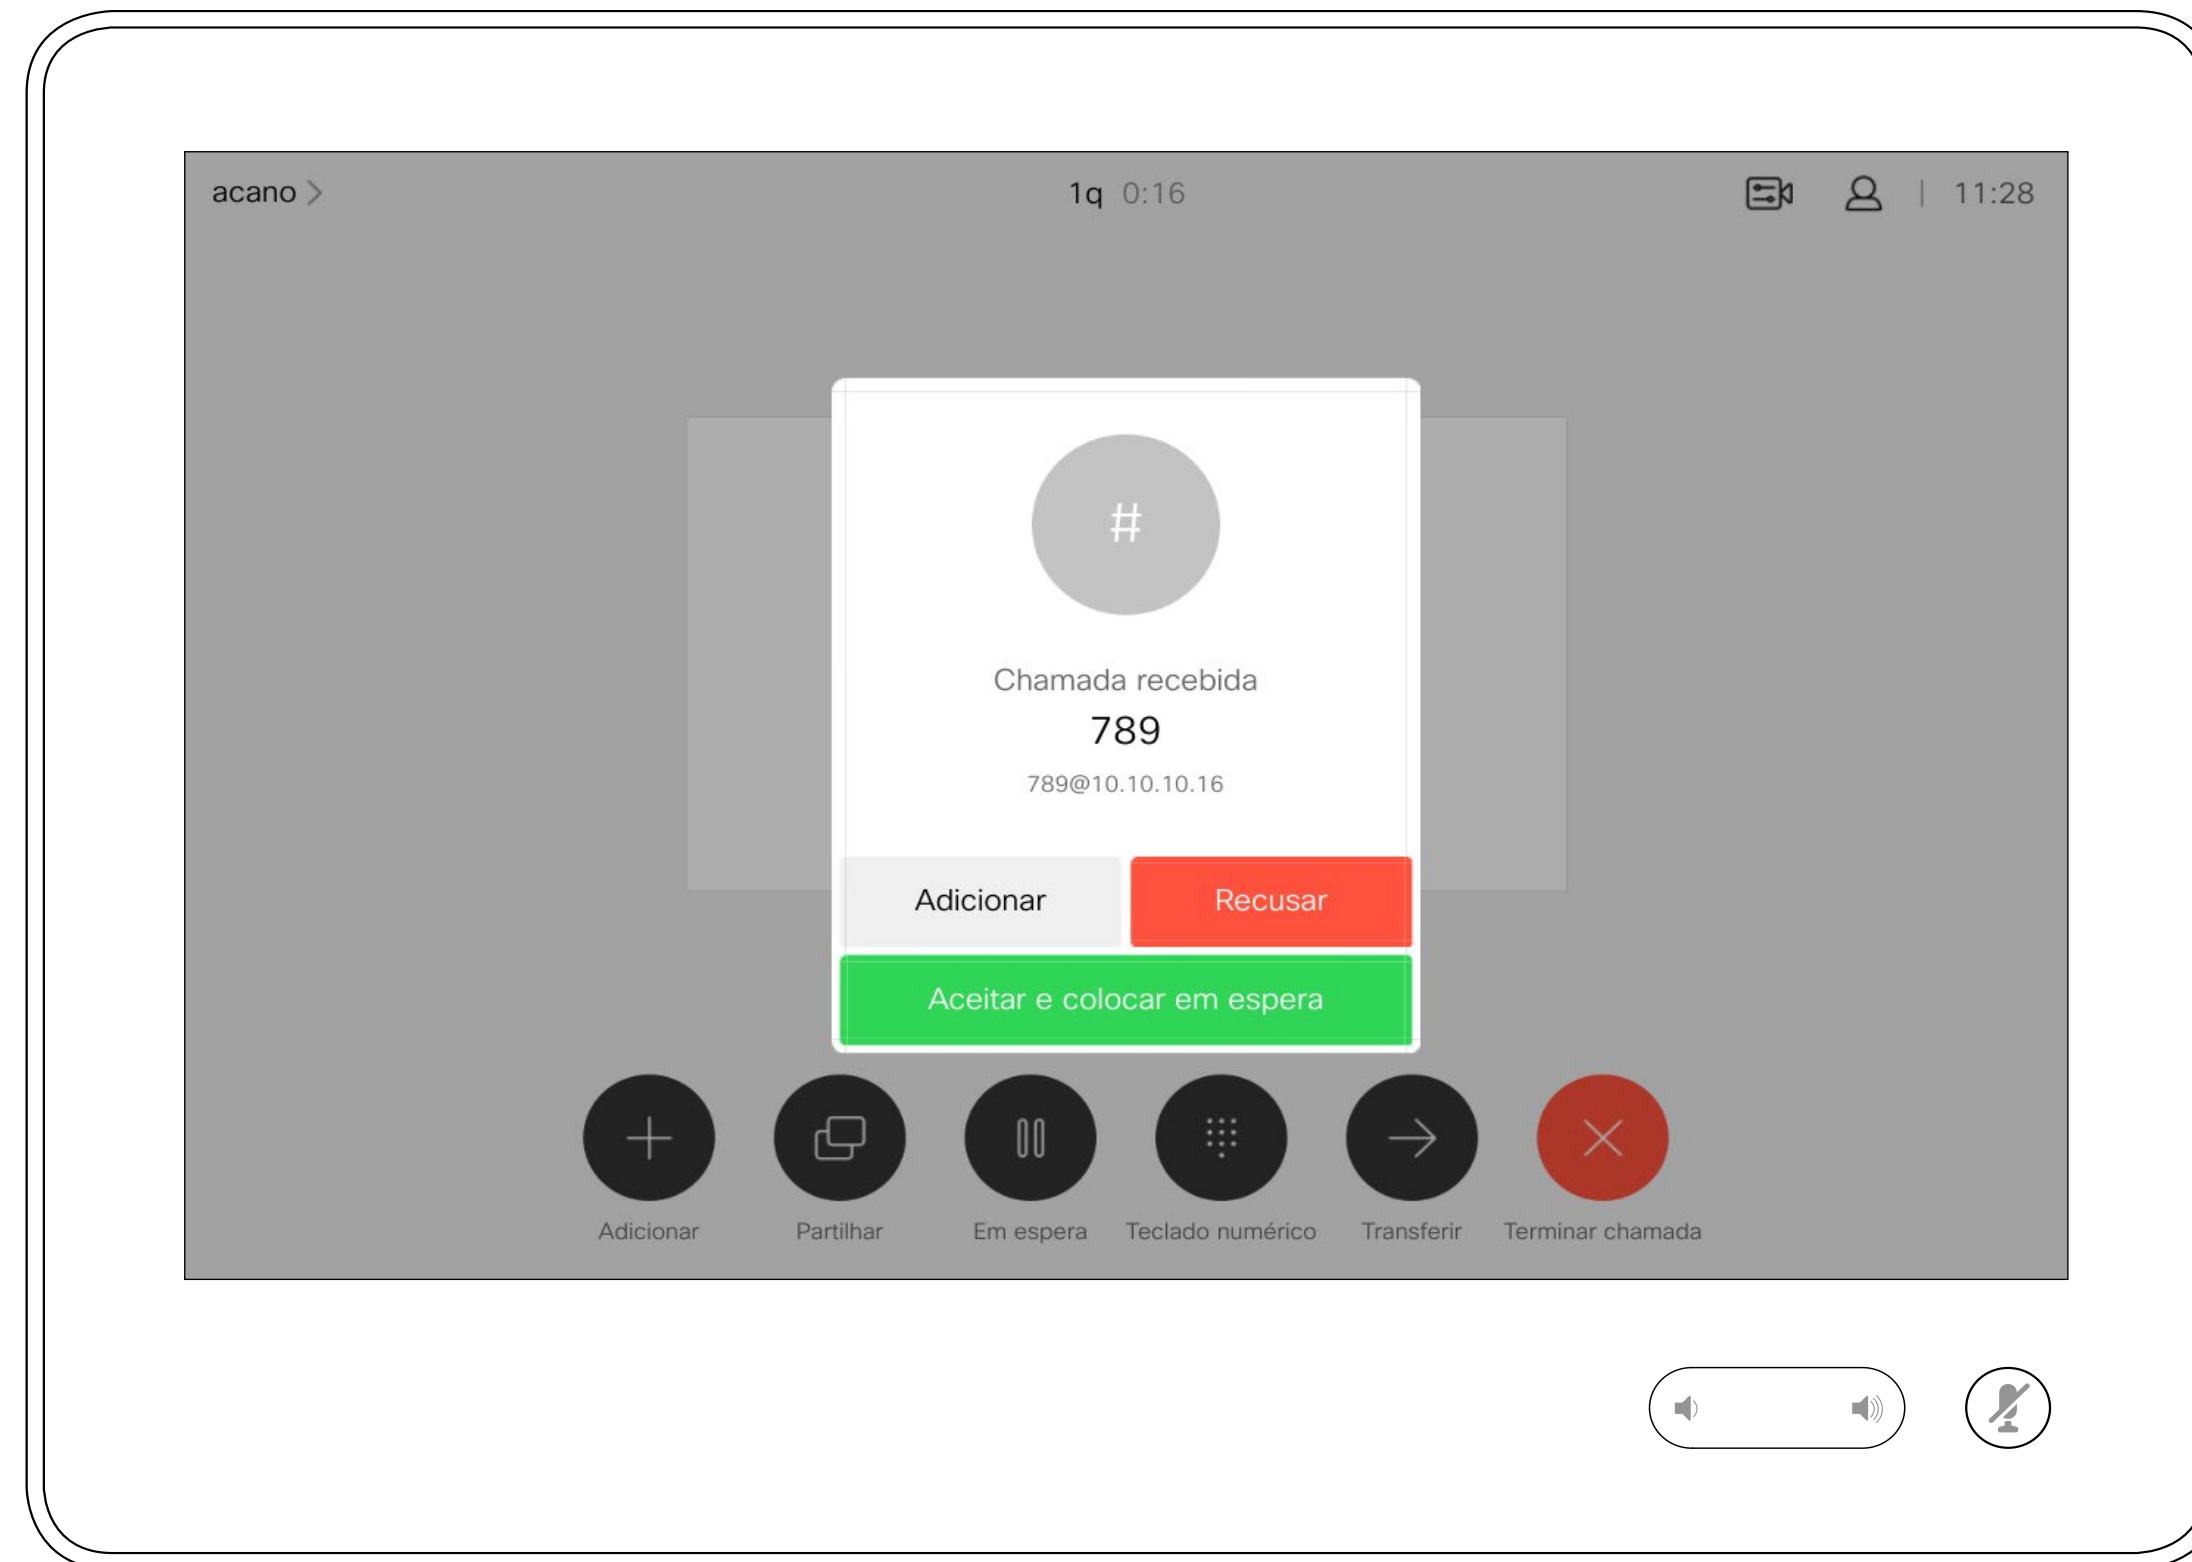 acano
1q 0:16
11:28
#
Chamada recebida
789
789@10.10.10.16
Adicionar
Recusar
Aceitar e colocar em espera
Adicionar
Partilhar
Em espera
Teclado numérico
Transferir
Terminar chamada